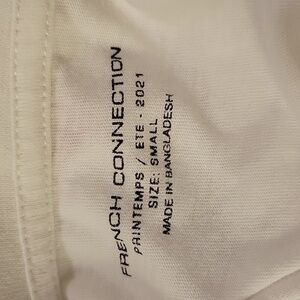 FRENCH CONNECTION
PRINTEMPS / ETE - 2021
SIZE: SMALL
MADE IN BANGLADESH